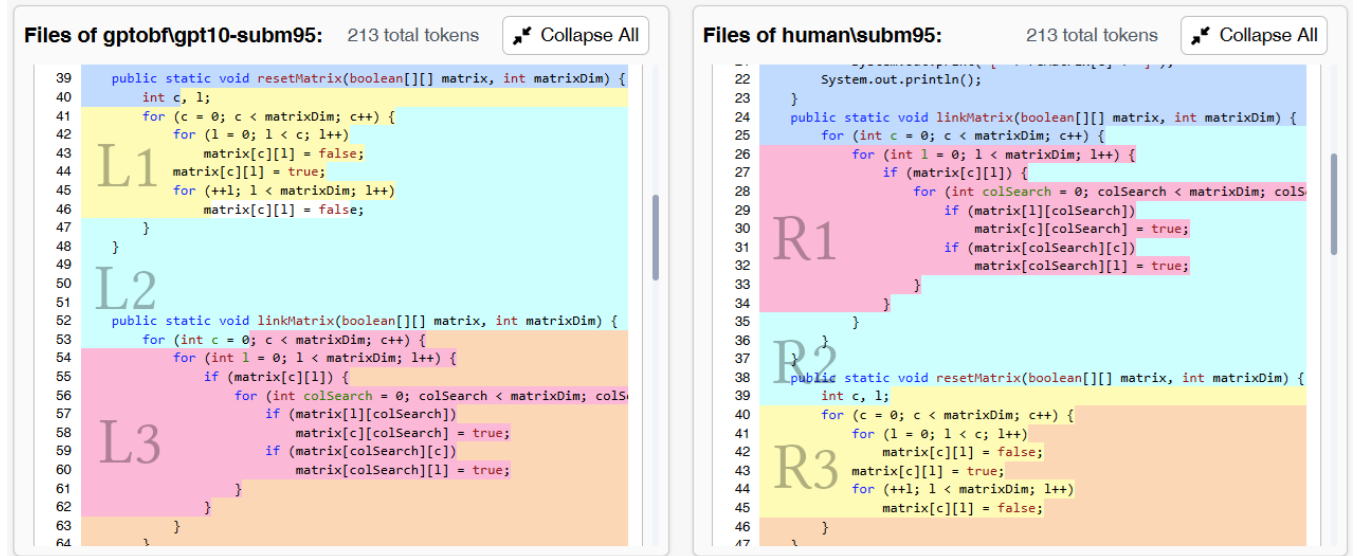 Files of gptobf\gpt10-subm95: 213 total tokens Collapse All
39 public static void resetMatrix(boolean[][] matrix, int matrixDim) {
40 int c, l;
41 for (c = 0; c < matrixDim; c++) {
42 for (l = 0; l < c; l++)
43 matrix[c][l] = false;
44 matrix[c][l] = true;
45 for (++l; l < matrixDim; l++)
46 matrix[c][l] = false;
47 }
48 }
49
50
51
52 public static void linkMatrix(boolean[][] matrix, int matrixDim) {
53 for (int c = 0; c < matrixDim; c++) {
54 for (int l = 0; l < matrixDim; l++) {
55 if (matrix[c][l]) {
56 for (int colSearch = 0; colSearch < matrixDim; colS
57 if (matrix[l][colSearch])
58 matrix[c][colSearch] = true;
59 if (matrix[colSearch][c])
60 matrix[colSearch][l] = true;
61 }
62 }
63 }
64 }
L1
L2
L3
Files of human\subm95: 213 total tokens Collapse All
22 System.out.println();
23 }
24 public static void linkMatrix(boolean[][] matrix, int matrixDim) {
25 for (int c = 0; c < matrixDim; c++) {
26 for (int l = 0; l < matrixDim; l++) {
27 if (matrix[c][l]) {
28 for (int colSearch = 0; colSearch < matrixDim; colS
29 if (matrix[l][colSearch])
30 matrix[c][colSearch] = true;
31 if (matrix[colSearch][c])
32 matrix[colSearch][l] = true;
33 }
34 }
35 }
36 }
37 }
38 public static void resetMatrix(boolean[][] matrix, int matrixDim) {
39 int c, l;
40 for (c = 0; c < matrixDim; c++) {
41 for (l = 0; l < c; l++)
42 matrix[c][l] = false;
43 matrix[c][l] = true;
44 for (++l; l < matrixDim; l++)
45 matrix[c][l] = false;
46 }
47 }
R1
R2
R3